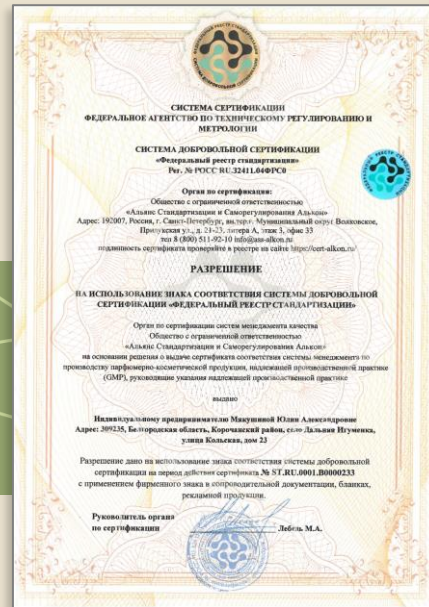 СИСТЕМА СЕРТИФИКАЦИИ
ФЕДЕРАЛЬНОЕ АГЕНТСТВО ПО ТЕХНИЧЕСКОМУ РЕГУЛИРОВАНИЮ И
МЕТРОЛОГИИ
СИСТЕМА ДОБРОВОЛЬНОЙ СЕРТИФИКАЦИИ
«Федеральный реестр стандартизации»
Рег. № РОСС RU.32411.04ФРС0
Орган по сертификации:
Общество с ограниченной ответственностью
«Альянс Стандартизации и Саморегулирования Алькон»
Адрес: 192007, Россия, г. Санкт-Петербург, вн.тер.г. Муниципальный округ Волковское,
Прилукская ул., д. 21-23, литера А, этаж 3, офис 33
тел 8 (800) 511-92-10 info@ass-alkon.ru
подлинность сертификата проверяйте в реестре на сайте https://cert-alkon.ru/
РАЗРЕШЕНИЕ
НА ИСПОЛЬЗОВАНИЕ ЗНАКА СООТВЕТСТВИЯ СИСТЕМЫ ДОБРОВОЛЬНОЙ
СЕРТИФИКАЦИИ «ФЕДЕРАЛЬНЫЙ РЕЕСТР СТАНДАРТИЗАЦИИ»
Орган по сертификации систем менеджмента качества
Общество с ограниченной ответственностью
«Альянс Стандартизации и Саморегулирования Алькон»
на основании решения о выдаче сертификата соответствия системы менеджмента по
производству парфюмерно-косметической продукции, надлежащей производственной практике
(GMP), руководящие указания надлежащей производственной практике
выдано
Индивидуальному предпринимателю Макушиной Юлии Александровне
Адрес: 309235, Белгородская область, Корочанский район, село Дальняя Игуменка,
улица Кольская, дом 23
Разрешение дано на использование знака соответствия системы добровольной
сертификации на период действия сертификата № ST.RU.0001.B0000233
с применением фирменного знака в сопроводительной документации, бланках,
рекламной продукции.
Руководитель органа
по сертификации Лебель М.А.